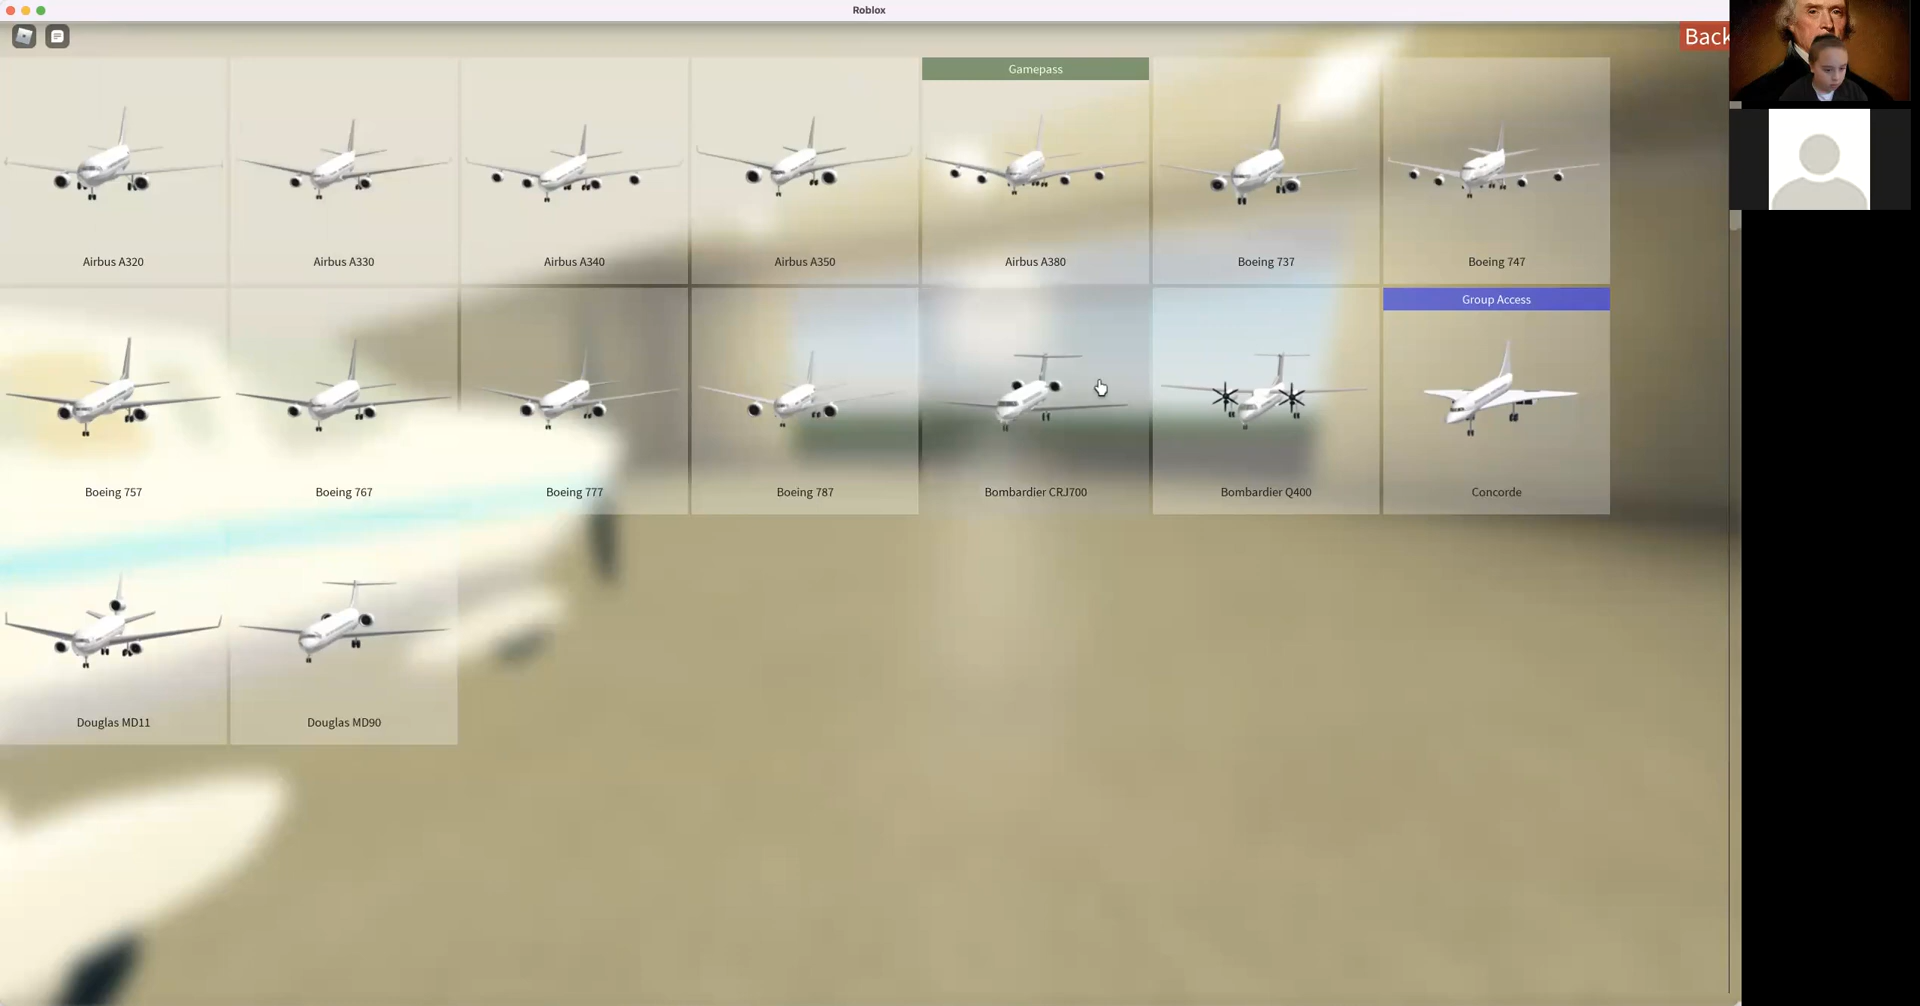 Roblox
Back
Gamepass
Airbus A320
Airbus A330
Airbus A340
Airbus A350
Airbus A380
Boeing 737
Boeing 747
Group Access
Boeing 757
Boeing 767
Boeing 777
Boeing 787
Bombardier CRJ700
Bombardier Q400
Concorde
Douglas MD11
Douglas MD90